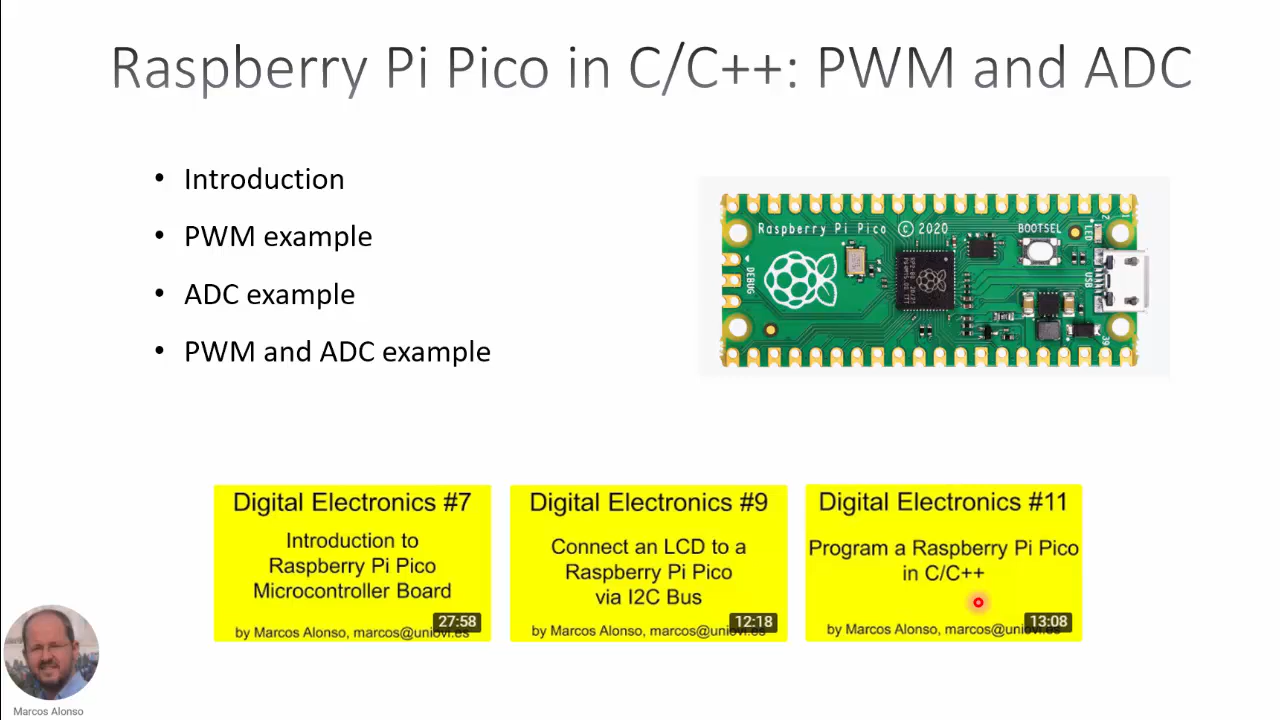 Raspberry Pi Pico in C/C++: PWM and ADC
• Introduction
• PWM example
• ADC example
• PWM and ADC example
Raspberry Pi Pico © 2020
BOOTSEL
LED
2
1
USB
DEBUG
39
Digital Electronics #7
Introduction to
Raspberry Pi Pico
Microcontroller Board
27:58
by Marcos Alonso, marcos@uniovi.es
Digital Electronics #9
Connect an LCD to a
Raspberry Pi Pico
via I2C Bus
12:18
by Marcos Alonso, marcos@uniovi.es
Digital Electronics #11
Program a Raspberry Pi Pico
in C/C++
13:08
by Marcos Alonso, marcos@uniovi.es
Marcos Alonso